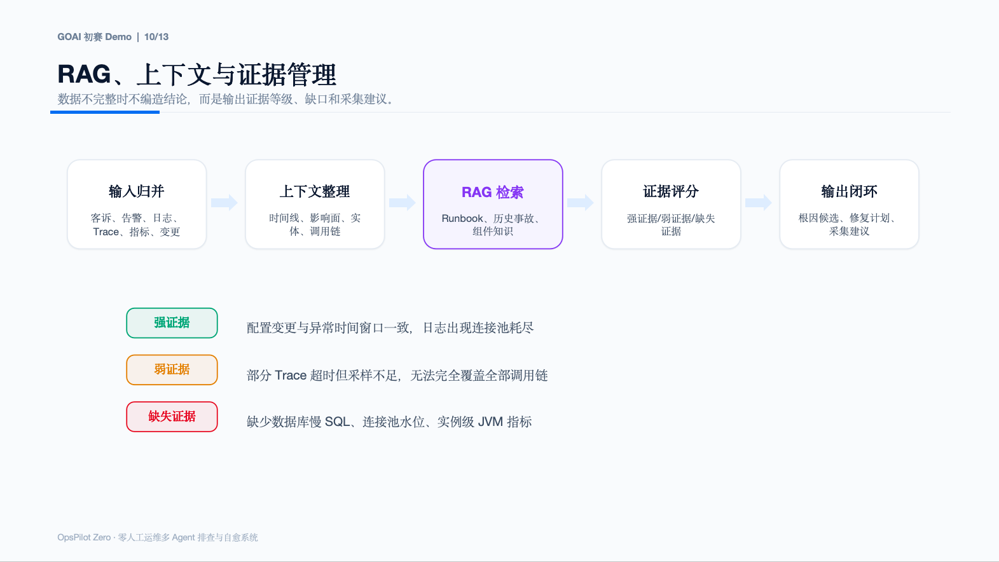 GOAI 初赛 Demo | 10/13
RAG、上下文与证据管理
数据不完整时不编造结论，而是输出证据等级、缺口和采集建议。
输入归并
客诉、告警、日志、
Trace、指标、变更
上下文整理
时间线、影响面、实
体、调用链
RAG 检索
Runbook、历史事故、
组件知识
证据评分
强证据/弱证据/缺失
证据
输出闭环
根因候选、修复计划、
采集建议
强证据
配置变更与异常时间窗口一致，日志出现连接池耗尽
弱证据
部分 Trace 超时但采样不足，无法完全覆盖全部调用链
缺失证据
缺少数据库慢 SQL、连接池水位、实例级 JVM 指标
OpsPilot Zero · 零人工运维多 Agent 排查与自愈系统